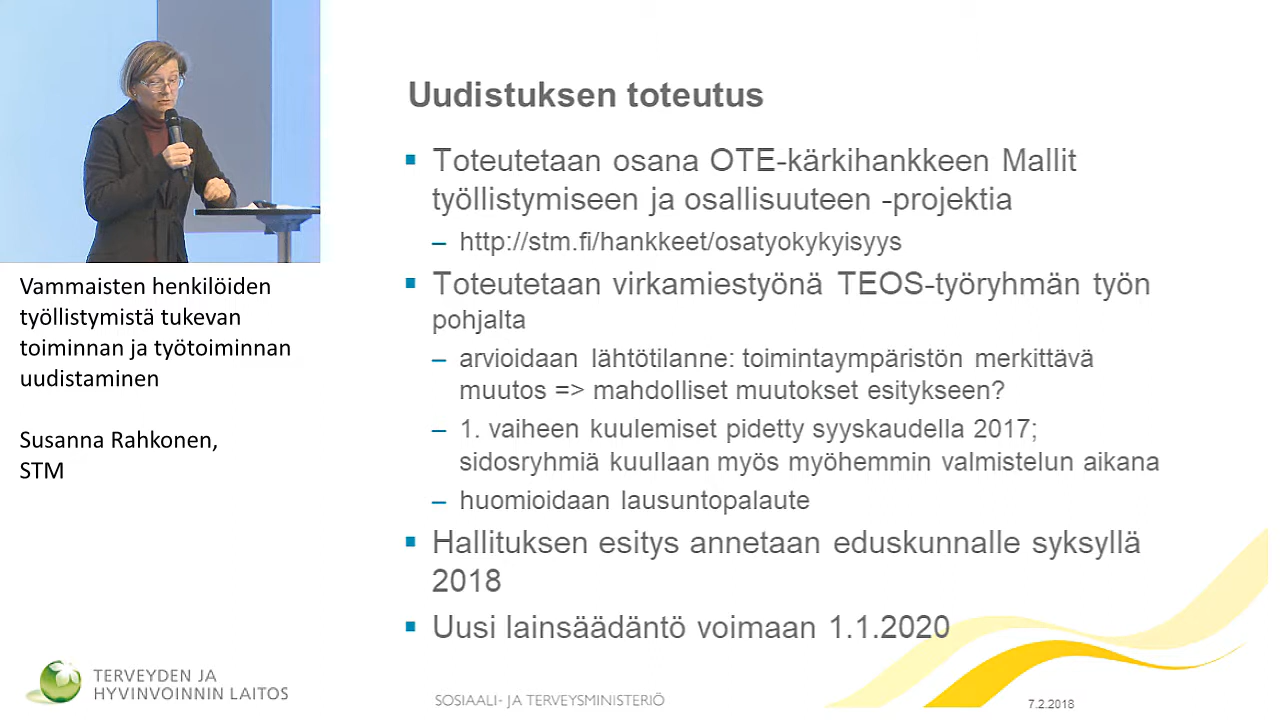 Uudistuksen toteutus
Toteutetaan osana OTE-kärkihankkeen Mallit
työllistymiseen ja osallisuuteen -projektia
– http://stm.fi/hankkeet/osatyokykyisyys
Toteutetaan virkamiestyönä TEOS-työryhmän työn
pohjalta
– arvioidaan lähtötilanne: toimintaympäristön merkittävä
muutos => mahdolliset muutokset esitykseen?
– 1. vaiheen kuulemiset pidetty syyskaudella 2017;
sidosryhmiä kuullaan myös myöhemmin valmistelun aikana
– huomioidaan lausuntopalaute
Hallituksen esitys annetaan eduskunnalle syksyllä
2018
Uusi lainsäädäntö voimaan 1.1.2020
Vammaisten henkilöiden
työllistymistä tukevan
toiminnan ja työtoiminnan
uudistaminen
Susanna Rahkonen,
STM
TERVEYDEN JA
HYVINVOINNIN LAITOS
SOSIAALI- JA TERVEYSMINISTERIÖ
7.2.2018